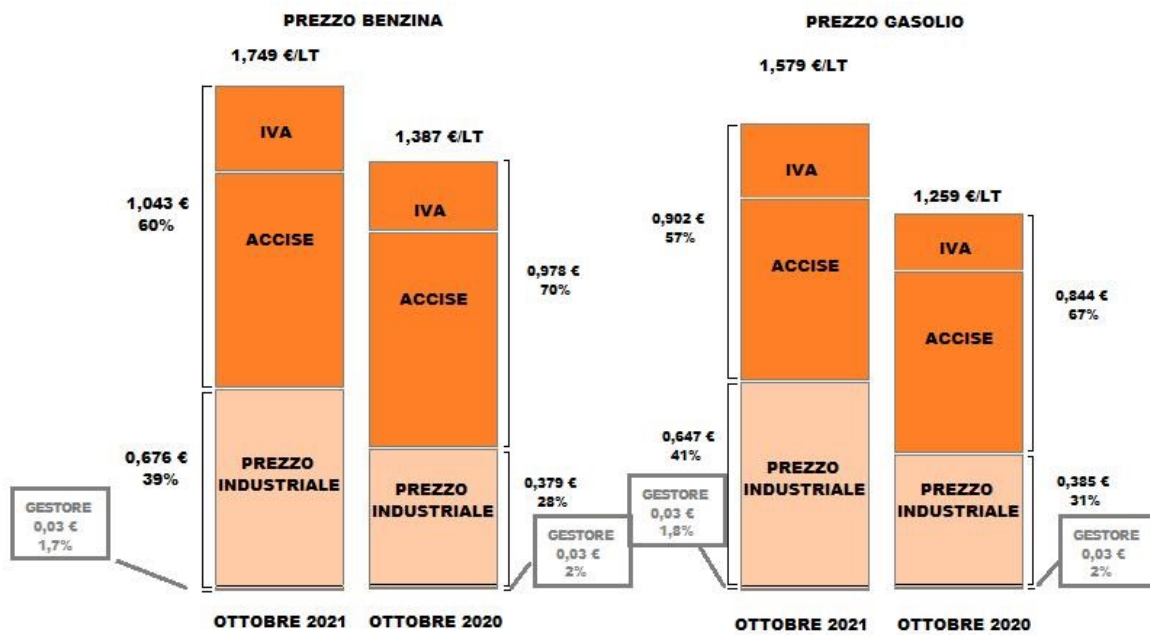 PREZZO BENZINA
1,749 €/LT
IVA
ACCISE
1,043 €
60%
PREZZO
INDUSTRIALE
0,676 €
39%
GESTORE
0,03 €
1,7%
OTTOBRE 2021
1,387 €/LT
IVA
ACCISE
0,978 €
70%
PREZZO
INDUSTRIALE
0,379 €
28%
GESTORE
0,03 €
2%
OTTOBRE 2020
PREZZO GASOLIO
1,579 €/LT
IVA
ACCISE
0,902 €
57%
PREZZO
INDUSTRIALE
0,647 €
41%
GESTORE
0,03 €
1,8%
OTTOBRE 2021
1,259 €/LT
IVA
ACCISE
0,844 €
67%
PREZZO
INDUSTRIALE
0,385 €
31%
GESTORE
0,03 €
2%
OTTOBRE 2020